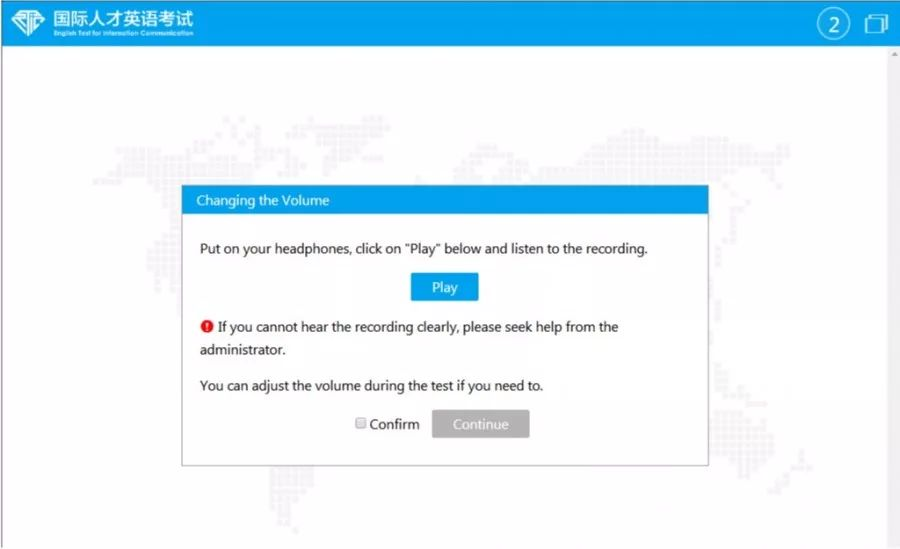 国际人才英语考试
English Test for International Communication
2
Changing the Volume
Put on your headphones, click on "Play" below and listen to the recording.
Play
If you cannot hear the recording clearly, please seek help from the
administrator.
You can adjust the volume during the test if you need to.
Confirm
Continue